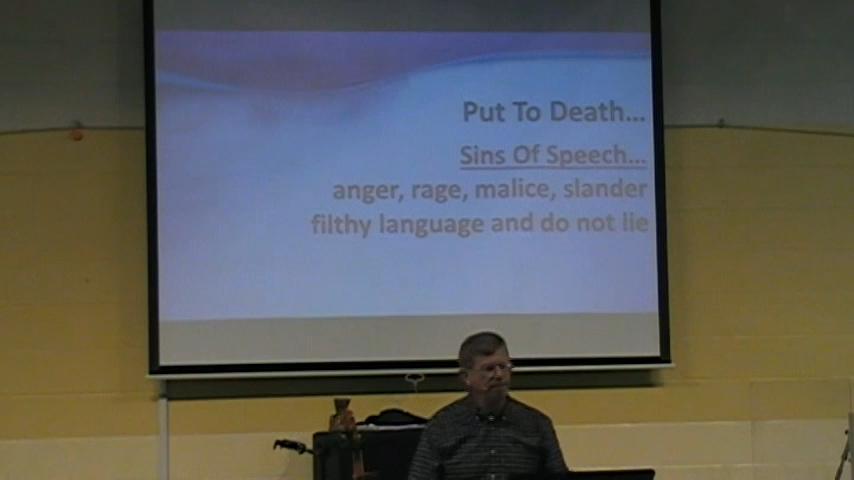 Put To Death...
Sins Of Speech...
anger, rage, malice, slander
filthy language and do not lie